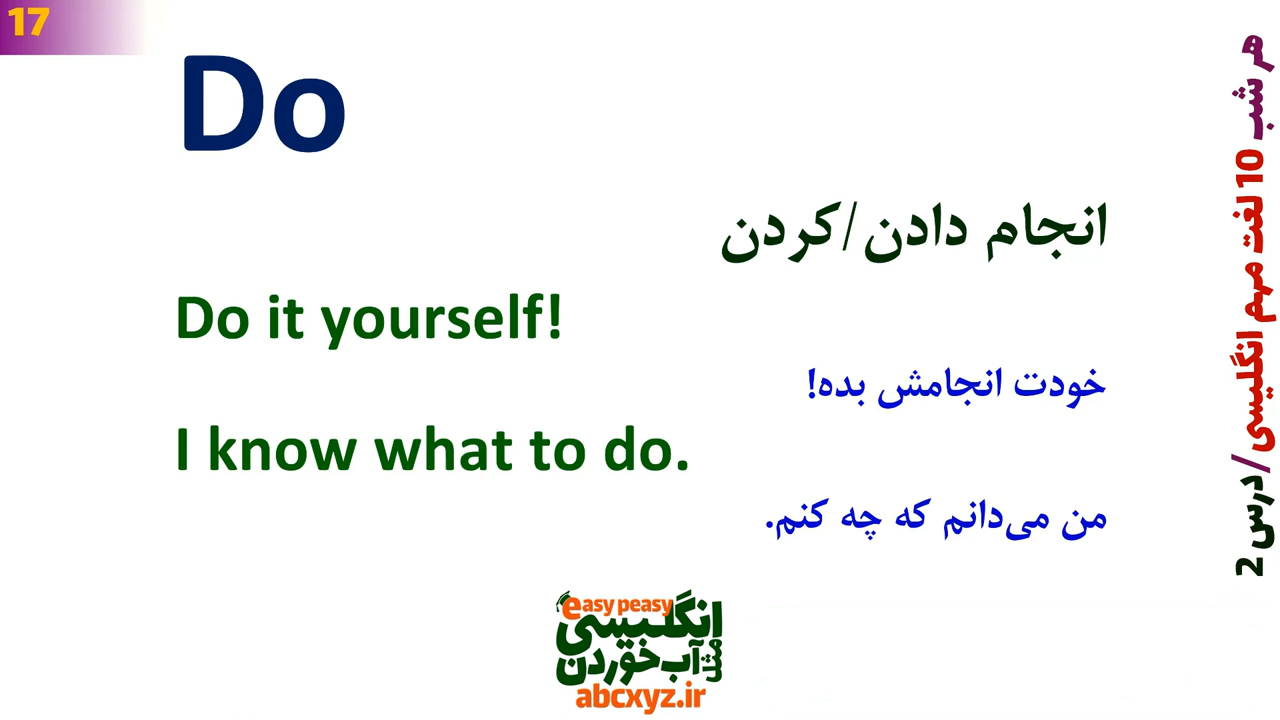 17
Do
انجام دادن/کردن
Do it yourself!
خودت انجامش بده!
I know what to do.
من می‌دانم که چه کنم.
هر شب 10 لغت مهم انگلیسی/درس 2
easy peasy
انگلیسی
مثل آب خوردن
abcxyz.ir